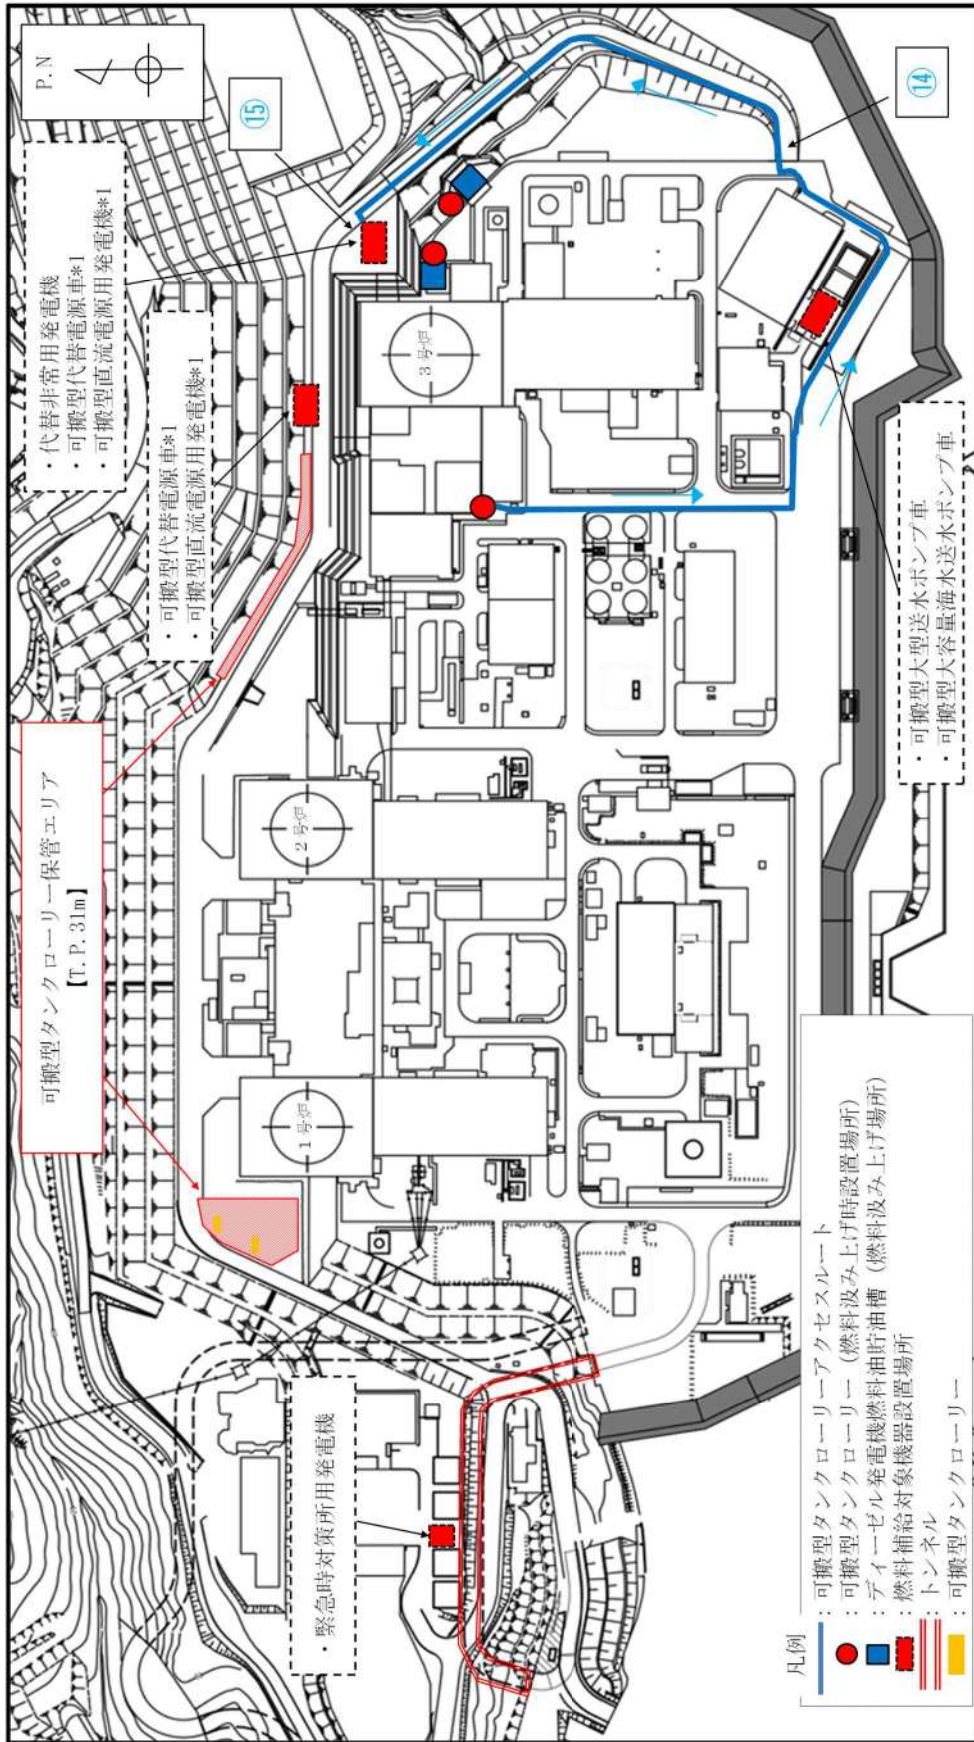 P.N
・代替非常用発電機
・可搬型代替電源車*1
・可搬型直流電源用発電機*1
⑮
・可搬型代替電源車*1
・可搬型直流電源用発電機*1
可搬型タンクローリー保管エリア
【T.P.31m】
⑭
3号炉
2号炉
1号炉
・可搬型大型送水ポンプ車
・可搬型大容量海水送水ポンプ車
・緊急時対策所用発電機
凡例
：可搬型タンクローリーアクセスルート
：可搬型タンクローリー（燃料汲み上げ時設置場所）
：ディーゼル発電機燃料油貯油槽（燃料汲み上げ場所）
：燃料補給対象機器設置場所
：トンネル
：可搬型タンクローリー